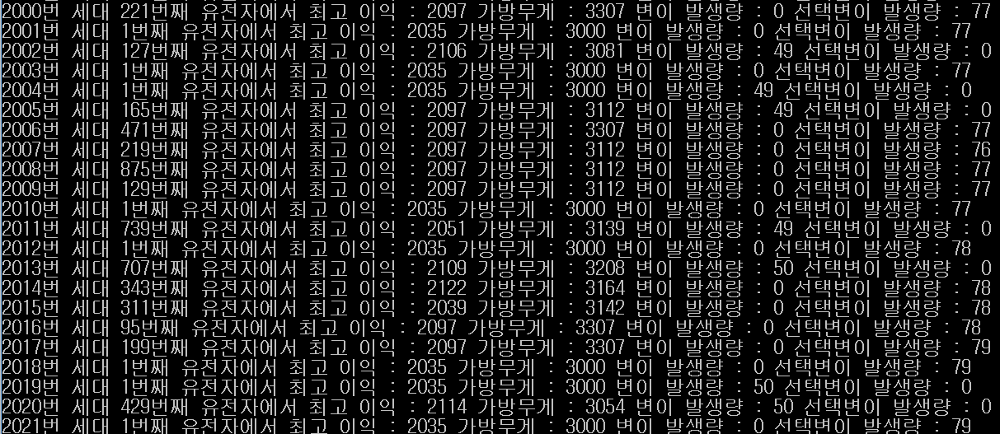 2000번 세대 221번째 유전자에서 최고 이익 : 2097 가방무게 : 3307 변이 발생량 : 0 선택변이 발생량 : 77
2001번 세대 1번째 유전자에서 최고 이익 : 2035 가방무게 : 3000 변이 발생량 : 0 선택변이 발생량 : 77
2002번 세대 127번째 유전자에서 최고 이익 : 2106 가방무게 : 3081 변이 발생량 : 49 선택변이 발생량 : 0
2003번 세대 1번째 유전자에서 최고 이익 : 2035 가방무게 : 3000 변이 발생량 : 0 선택변이 발생량 : 77
2004번 세대 1번째 유전자에서 최고 이익 : 2035 가방무게 : 3000 변이 발생량 : 49 선택변이 발생량 : 0
2005번 세대 165번째 유전자에서 최고 이익 : 2097 가방무게 : 3112 변이 발생량 : 49 선택변이 발생량 : 0
2006번 세대 471번째 유전자에서 최고 이익 : 2097 가방무게 : 3307 변이 발생량 : 0 선택변이 발생량 : 77
2007번 세대 219번째 유전자에서 최고 이익 : 2097 가방무게 : 3112 변이 발생량 : 0 선택변이 발생량 : 76
2008번 세대 875번째 유전자에서 최고 이익 : 2097 가방무게 : 3112 변이 발생량 : 0 선택변이 발생량 : 77
2009번 세대 129번째 유전자에서 최고 이익 : 2097 가방무게 : 3112 변이 발생량 : 0 선택변이 발생량 : 77
2010번 세대 1번째 유전자에서 최고 이익 : 2035 가방무게 : 3000 변이 발생량 : 0 선택변이 발생량 : 77
2011번 세대 739번째 유전자에서 최고 이익 : 2051 가방무게 : 3139 변이 발생량 : 49 선택변이 발생량 : 0
2012번 세대 1번째 유전자에서 최고 이익 : 2035 가방무게 : 3000 변이 발생량 : 0 선택변이 발생량 : 78
2013번 세대 707번째 유전자에서 최고 이익 : 2109 가방무게 : 3208 변이 발생량 : 50 선택변이 발생량 : 0
2014번 세대 343번째 유전자에서 최고 이익 : 2122 가방무게 : 3164 변이 발생량 : 0 선택변이 발생량 : 78
2015번 세대 311번째 유전자에서 최고 이익 : 2039 가방무게 : 3142 변이 발생량 : 0 선택변이 발생량 : 78
2016번 세대 95번째 유전자에서 최고 이익 : 2097 가방무게 : 3307 변이 발생량 : 0 선택변이 발생량 : 78
2017번 세대 199번째 유전자에서 최고 이익 : 2097 가방무게 : 3307 변이 발생량 : 0 선택변이 발생량 : 79
2018번 세대 1번째 유전자에서 최고 이익 : 2035 가방무게 : 3000 변이 발생량 : 0 선택변이 발생량 : 79
2019번 세대 1번째 유전자에서 최고 이익 : 2035 가방무게 : 3000 변이 발생량 : 50 선택변이 발생량 : 0
2020번 세대 429번째 유전자에서 최고 이익 : 2114 가방무게 : 3054 변이 발생량 : 50 선택변이 발생량 : 0
2021번 세대 1번째 유전자에서 최고 이익 : 2035 가방무게 : 3000 변이 발생량 : 0 선택변이 발생량 : 79